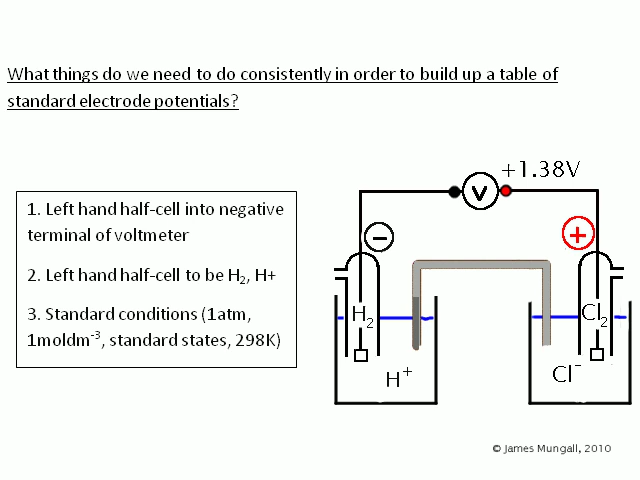 What things do we need to do consistently in order to build up a table of
standard electrode potentials?
+1.38V
V
1. Left hand half-cell into negative
terminal of voltmeter
2. Left hand half-cell to be H₂, H+
3. Standard conditions (1atm,
1moldm⁻³, standard states, 298K)
−
+
H₂
Cl₂
H⁺
Cl⁻
© James Mungall, 2010